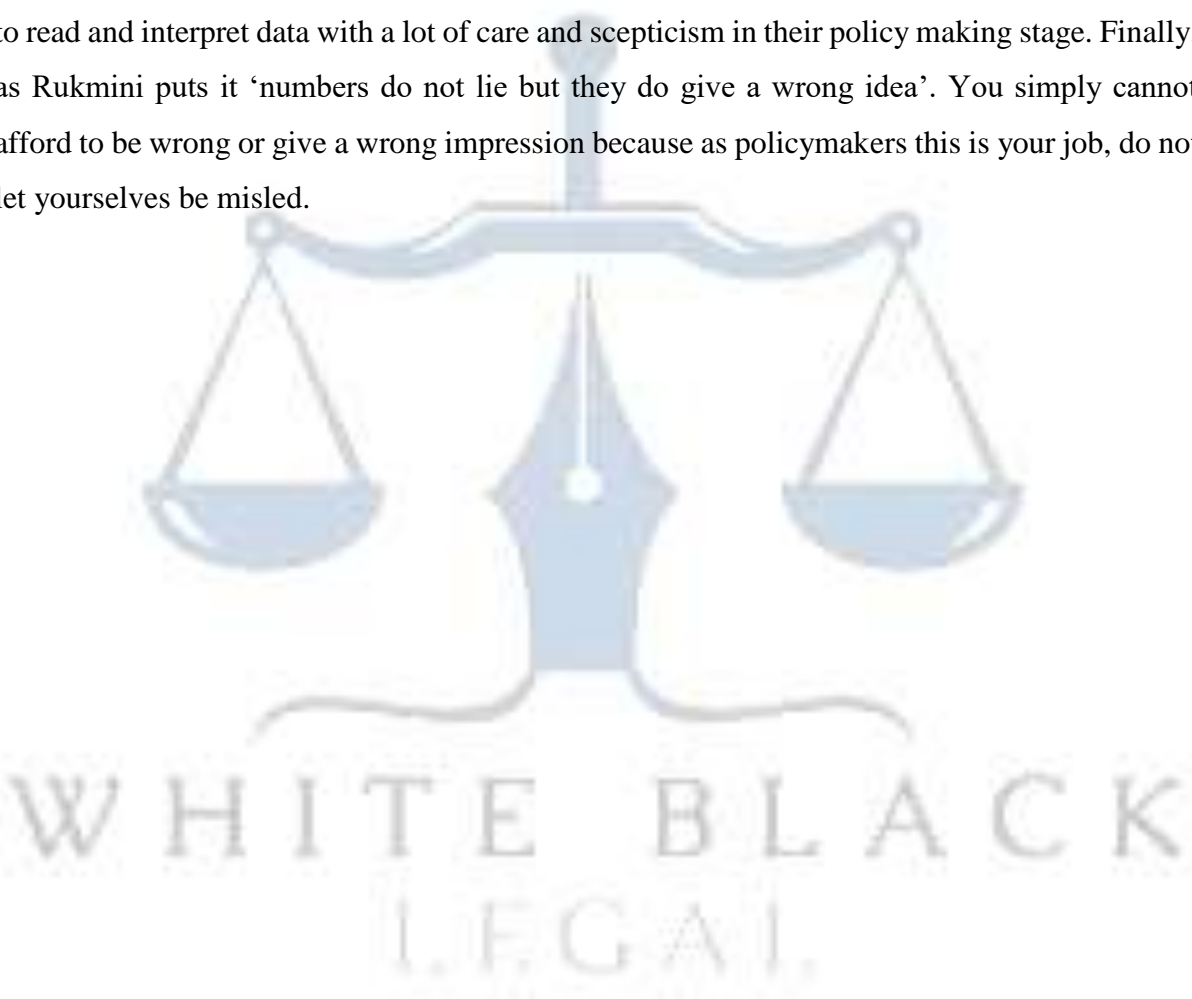 to read and interpret data with a lot of care and scepticism in their policy making stage. Finally
as Rukmini puts it ‘numbers do not lie but they do give a wrong idea’. You simply cannot
afford to be wrong or give a wrong impression because as policymakers this is your job, do not
let yourselves be misled.
WHITE BLACK
LEGAL